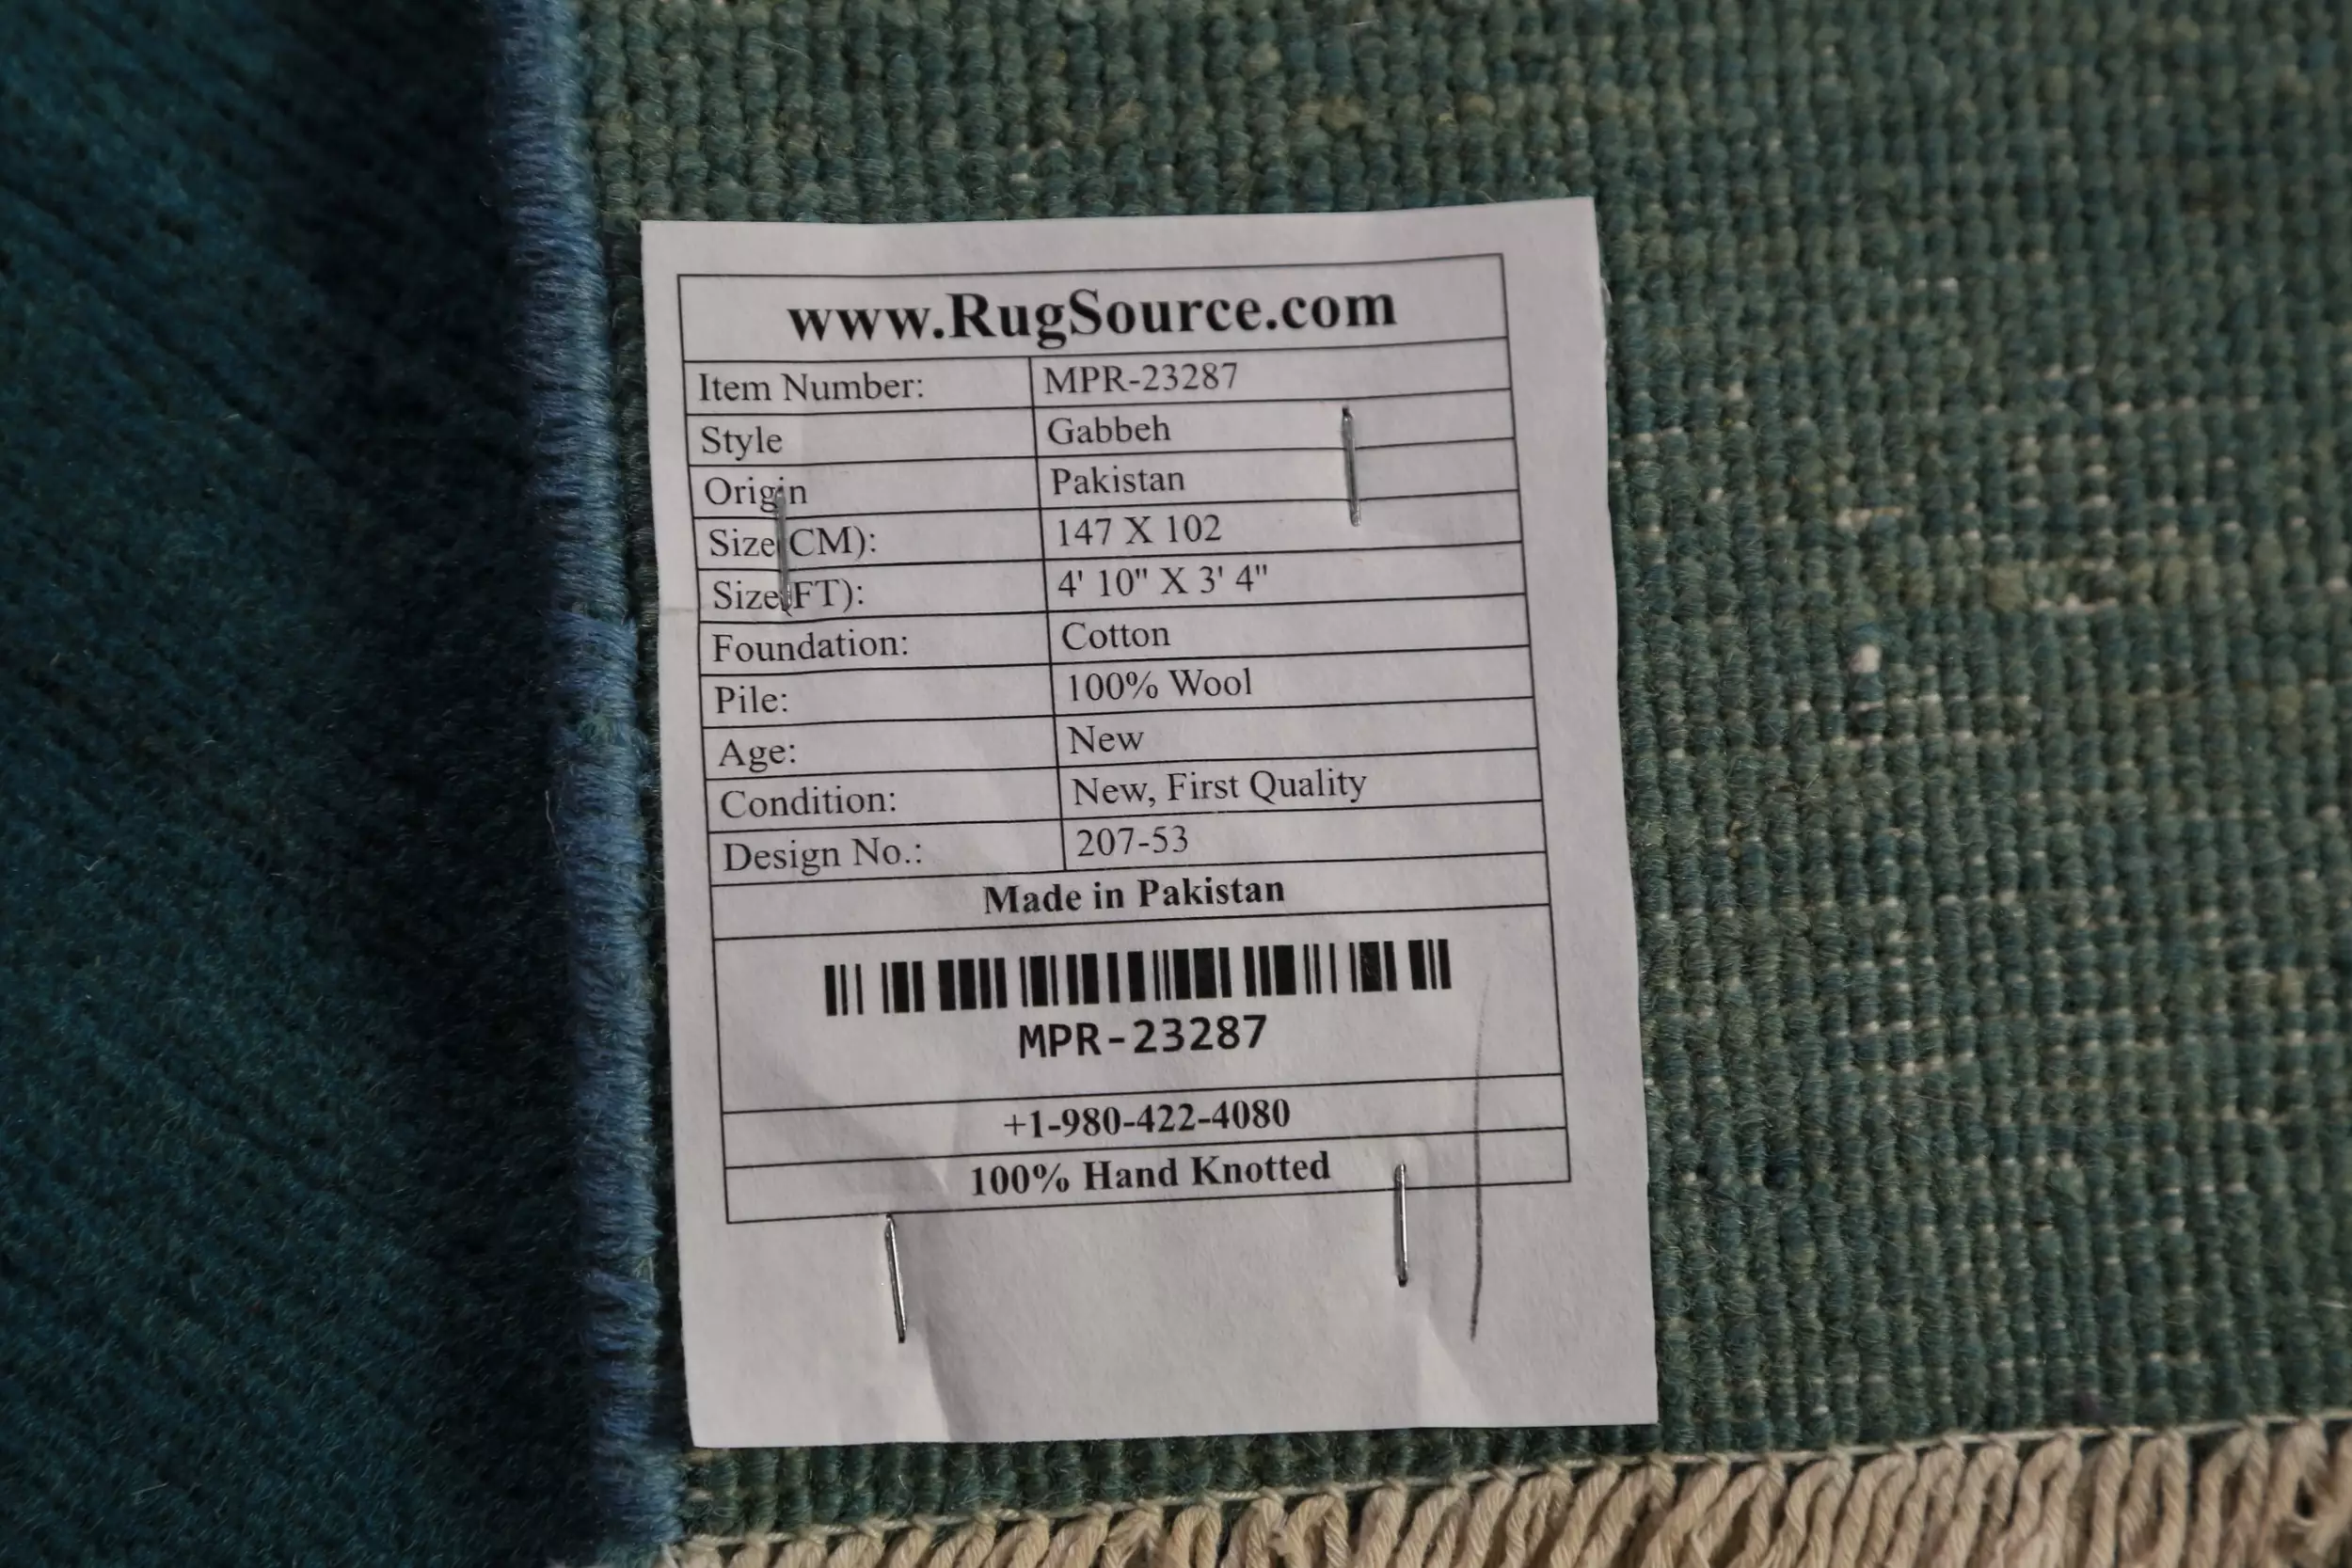 www.RugSource.com
Item Number: MPR-23287
Style Gabbeh
Origin Pakistan
Size(CM): 147 X 102
Size(FT): 4' 10" X 3' 4"
Foundation: Cotton
Pile: 100% Wool
Age: New
Condition: New, First Quality
Design No.: 207-53
Made in Pakistan
MPR-23287
+1-980-422-4080
100% Hand Knotted